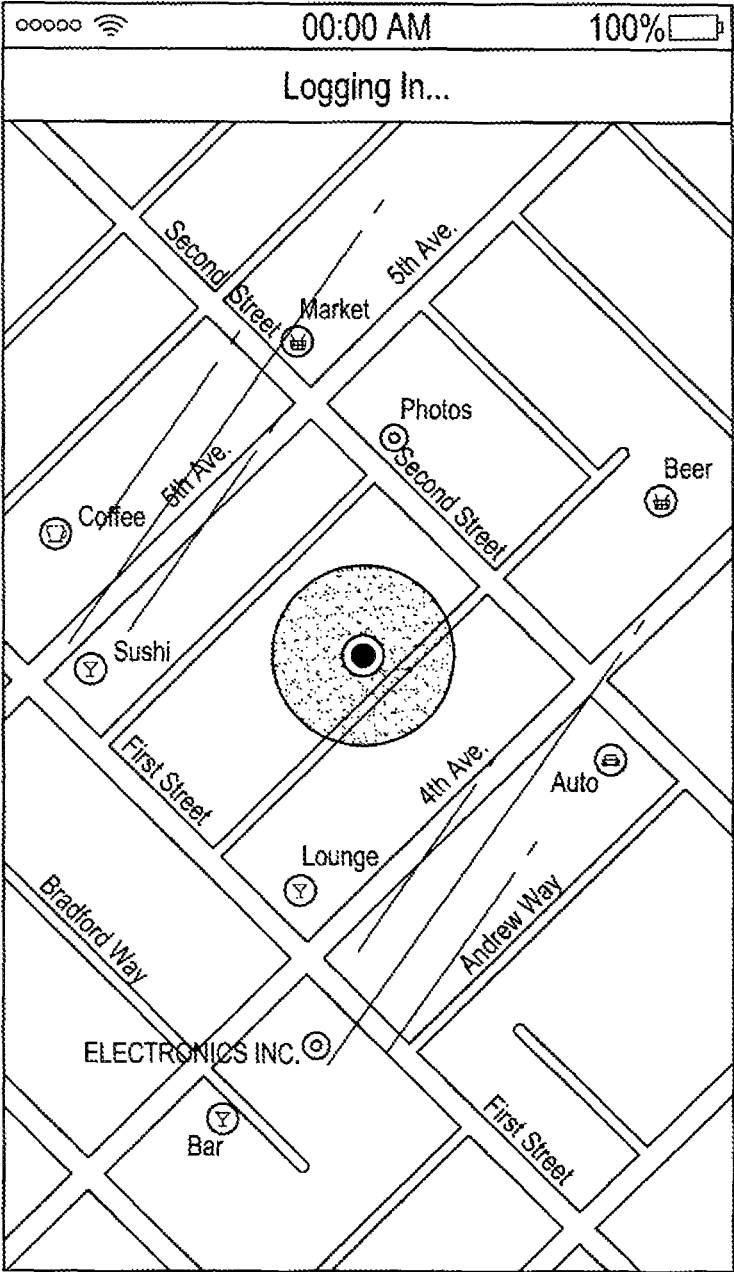 00:00 AM
100%
Logging In...
Second Street
5th Ave.
Market
Photos
Second Street
Beer
5th Ave.
Coffee
Sushi
First Street
4th Ave.
Auto
Lounge
Andrew Way
Bradford Way
ELECTRONICS INC.
Bar
First Street